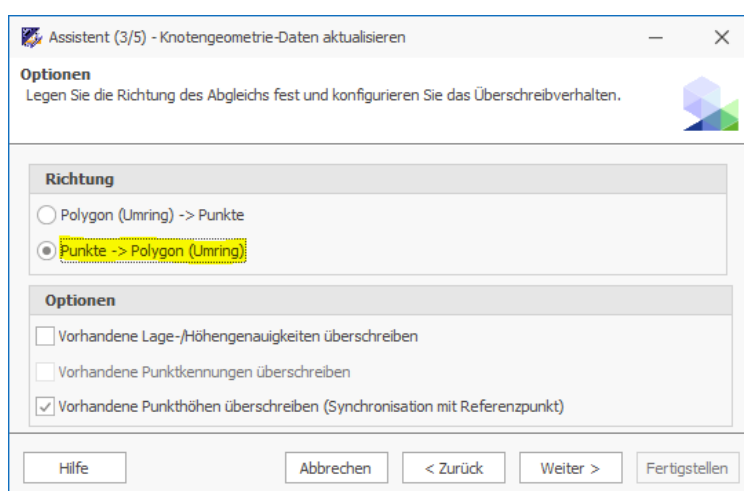 Assistent (3/5) - Knotengeometrie-Daten aktualisieren
Optionen
Legen Sie die Richtung des Abgleichs fest und konfigurieren Sie das Überschreibverhalten.
Richtung
Polygon (Umring) -> Punkte
Punkte -> Polygon (Umring)
Optionen
Vorhandene Lage-/Höhengenauigkeiten überschreiben
Vorhandene Punktkennungen überschreiben
Vorhandene Punkthöhen überschreiben (Synchronisation mit Referenzpunkt)
Hilfe
Abbrechen
< Zurück
Weiter >
Fertigstellen